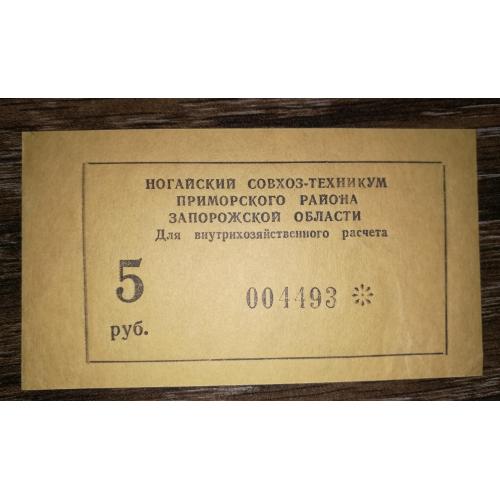 НОГАЙСКИЙ СОВХОЗ-ТЕХНИКУМ
ПРИМОРСКОГО РАЙОНА
ЗАПОРОЖСКОЙ ОБЛАСТИ
Для внутрихозяйственного расчета
5
руб.
004493 ❊